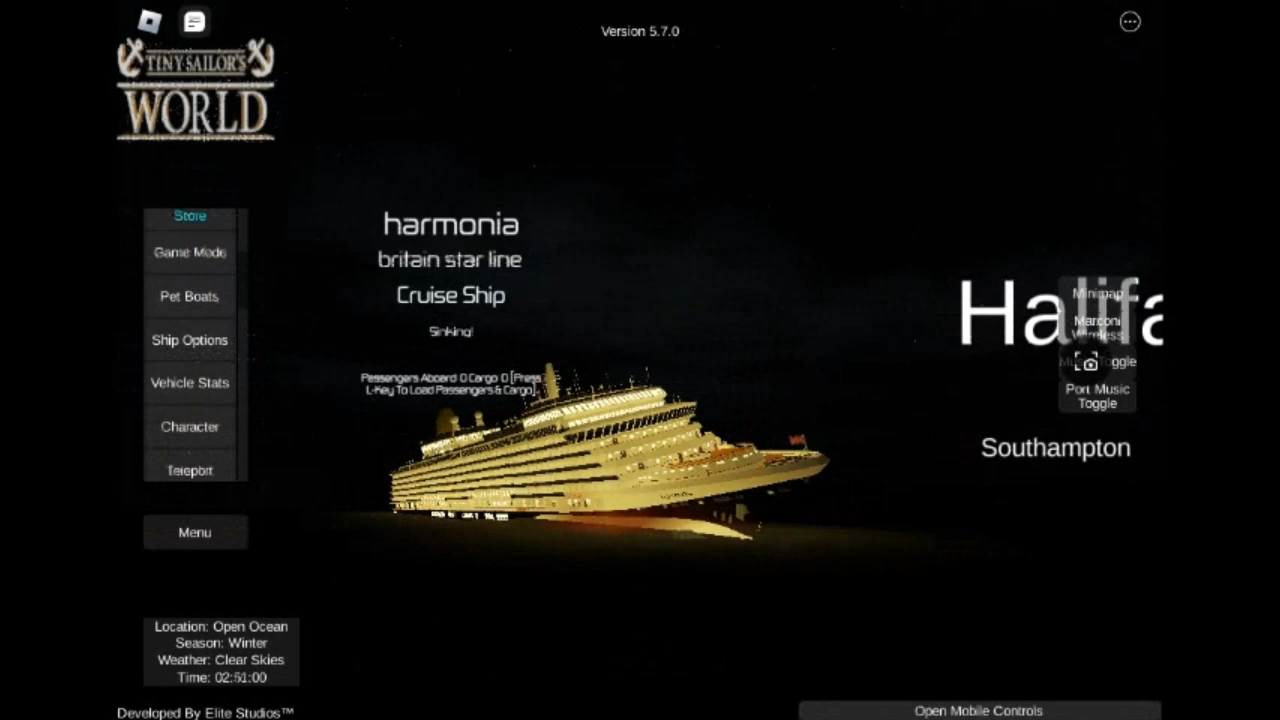 Version 5.7.0
TINY SAILOR'S
WORLD
Store
Game Mode
Pet Boats
Ship Options
Vehicle Stats
Character
Teleport
Menu
harmonia
britain star line
Cruise Ship
Sinking!
Passengers Aboard 0 Cargo 0 [Press
L-Key To Load Passengers & Cargo]
Halifa
Minimap
Marconi
Wireless
Toggle
Port Music
Toggle
Southampton
Location: Open Ocean
Season: Winter
Weather: Clear Skies
Time: 02:51:00
Developed By Elite Studios™
Open Mobile Controls